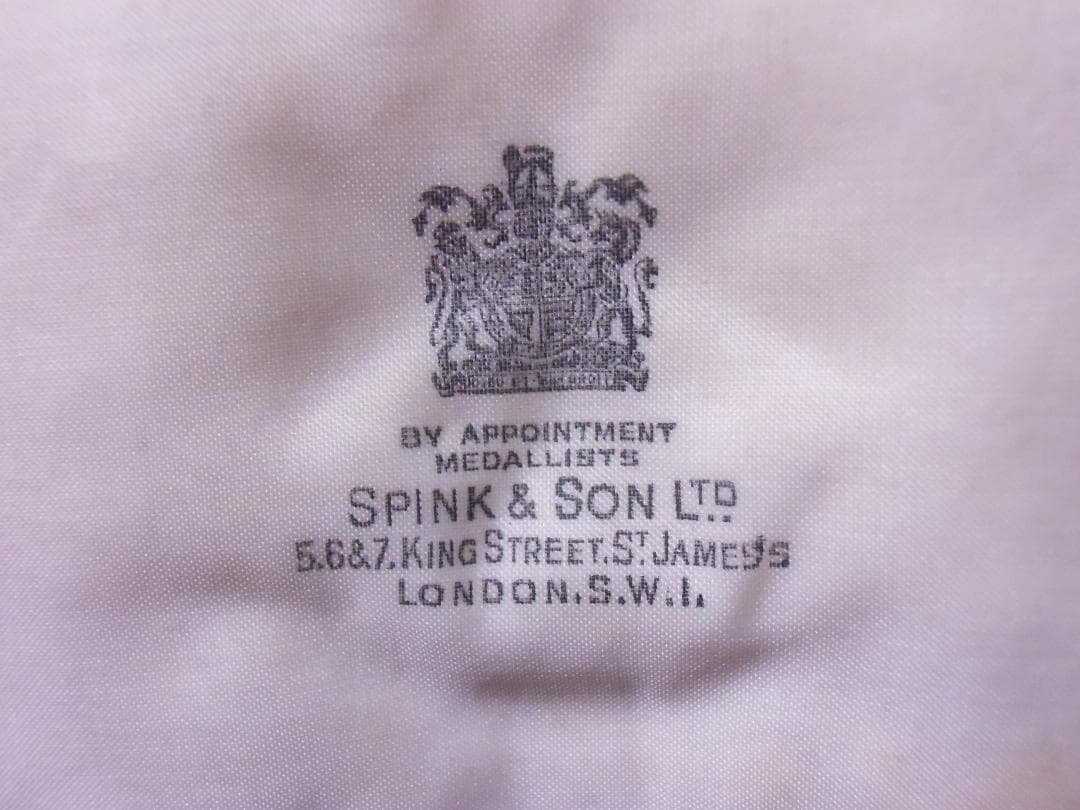 BY APPOINTMENT
MEDALLISTS
SPINK & SON LTD
5.6&7. KING STREET. ST. JAMES'S
LONDON. S.W.1.